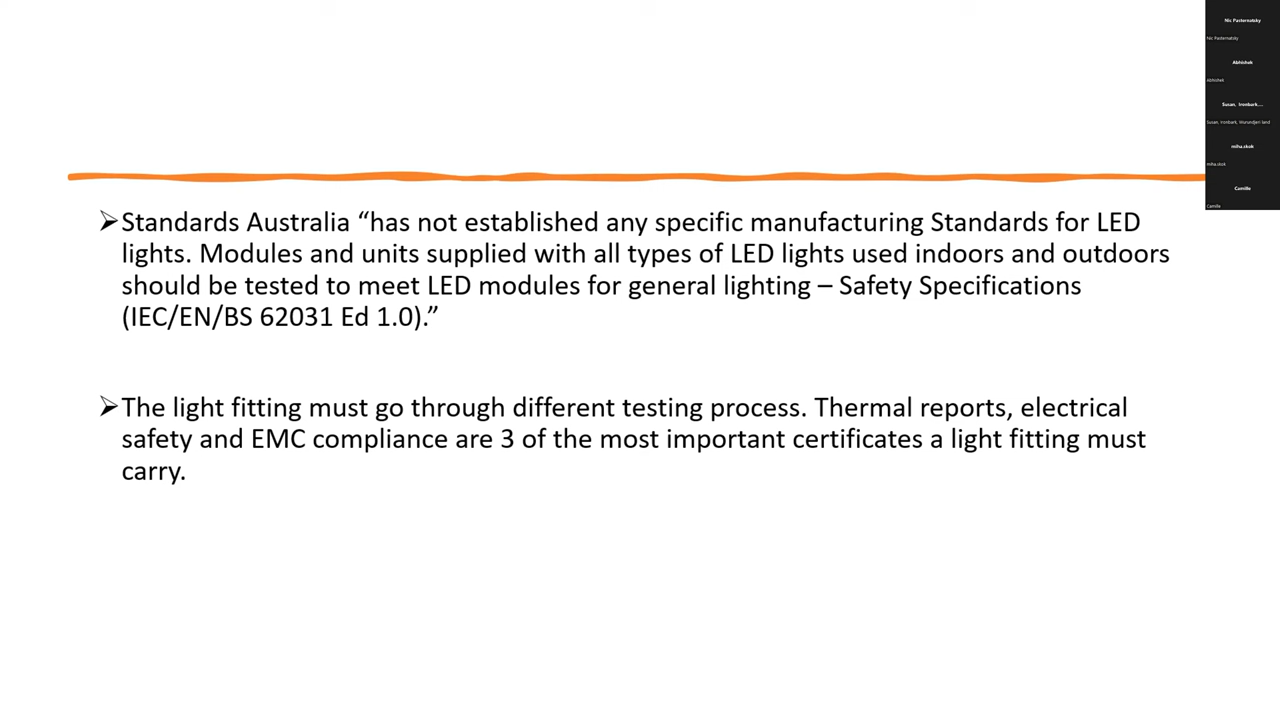 Standards Australia “has not established any specific manufacturing Standards for LED
lights. Modules and units supplied with all types of LED lights used indoors and outdoors
should be tested to meet LED modules for general lighting – Safety Specifications
(IEC/EN/BS 62031 Ed 1.0).”
The light fitting must go through different testing process. Thermal reports, electrical
safety and EMC compliance are 3 of the most important certificates a light fitting must
carry.
Nic Pasternatsky
Nic Pasternatsky
Abhishek
Abhishek
Susan, Ironbark,...
Susan, Ironbark, Wurundjeri land
miha.skok
miha.skok
Camille
Camille